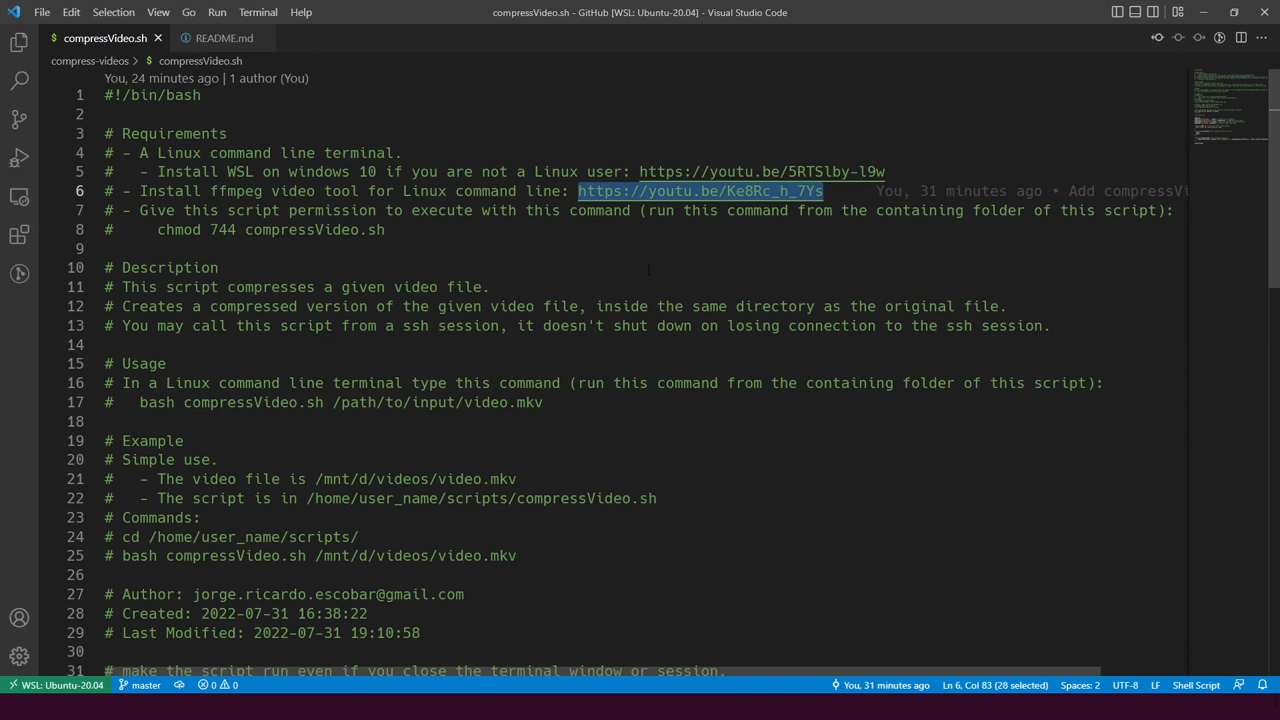 File Edit Selection View Go Run Terminal Help compressVideo.sh - GitHub [WSL: Ubuntu-20.04] - Visual Studio Code
$ compressVideo.sh README.md
compress-videos > $ compressVideo.sh
You, 24 minutes ago | 1 author (You)
1 #!/bin/bash
2
3 # Requirements
4 # - A Linux command line terminal.
5 #   - Install WSL on windows 10 if you are not a Linux user: https://youtu.be/5RTSlby-l9w
6 # - Install ffmpeg video tool for Linux command line: https://youtu.be/Ke8Rc_h_7Ys You, 31 minutes ago • Add compressVi
7 # - Give this script permission to execute with this command (run this command from the containing folder of this script):
8 #     chmod 744 compressVideo.sh
9
10 # Description
11 # This script compresses a given video file.
12 # Creates a compressed version of the given video file, inside the same directory as the original file.
13 # You may call this script from a ssh session, it doesn't shut down on losing connection to the ssh session.
14
15 # Usage
16 # In a Linux command line terminal type this command (run this command from the containing folder of this script):
17 #   bash compressVideo.sh /path/to/input/video.mkv
18
19 # Example
20 # Simple use.
21 #   - The video file is /mnt/d/videos/video.mkv
22 #   - The script is in /home/user_name/scripts/compressVideo.sh
23 # Commands:
24 # cd /home/user_name/scripts/
25 # bash compressVideo.sh /mnt/d/videos/video.mkv
26
27 # Author: jorge.ricardo.escobar@gmail.com
28 # Created: 2022-07-31 16:38:22
29 # Last Modified: 2022-07-31 19:10:58
30
31 # make the script run even if you close the terminal window or session.
WSL: Ubuntu-20.04 master 0 0 You, 31 minutes ago Ln 6, Col 83 (28 selected) Spaces: 2 UTF-8 LF Shell Script